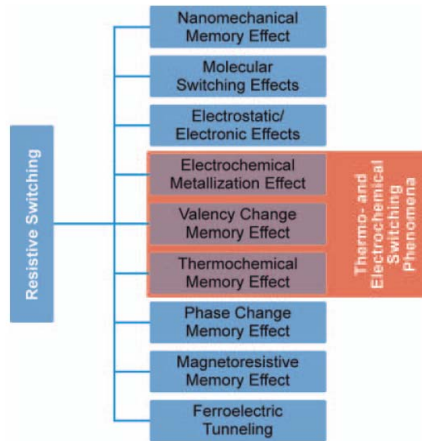 Resistive Switching
Nanomechanical
Memory Effect
Molecular
Switching Effects
Electrostatic/
Electronic Effects
Electrochemical
Metallization Effect
Valency Change
Memory Effect
Thermochemical
Memory Effect
Phase Change
Memory Effect
Magnetoresistive
Memory Effect
Ferroelectric
Tunneling
Thermo- and
Electrochemical
Switching
Phenomena